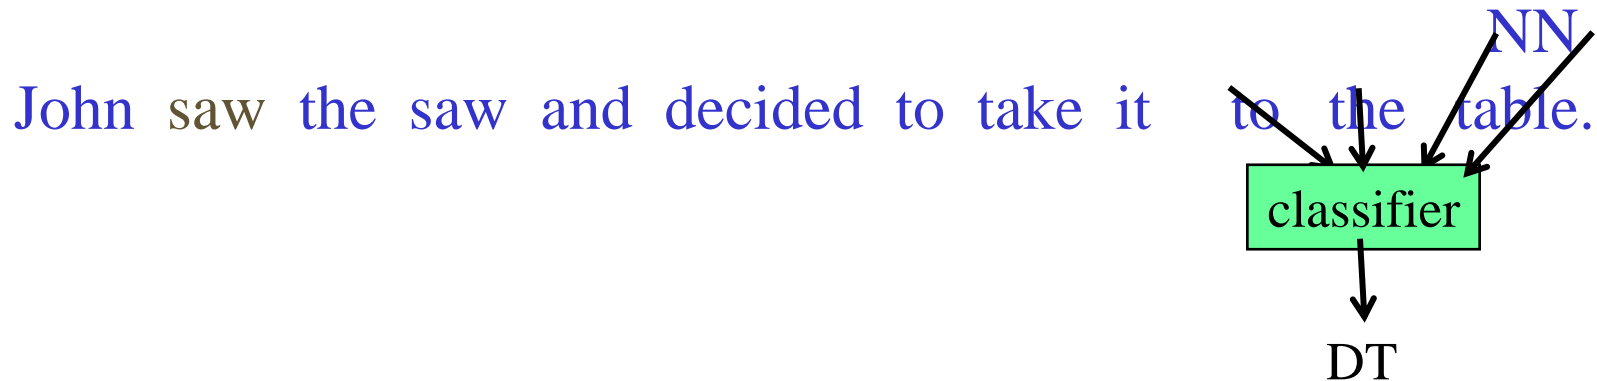 NN
John saw the saw and decided to take it to the table.
classifier
DT